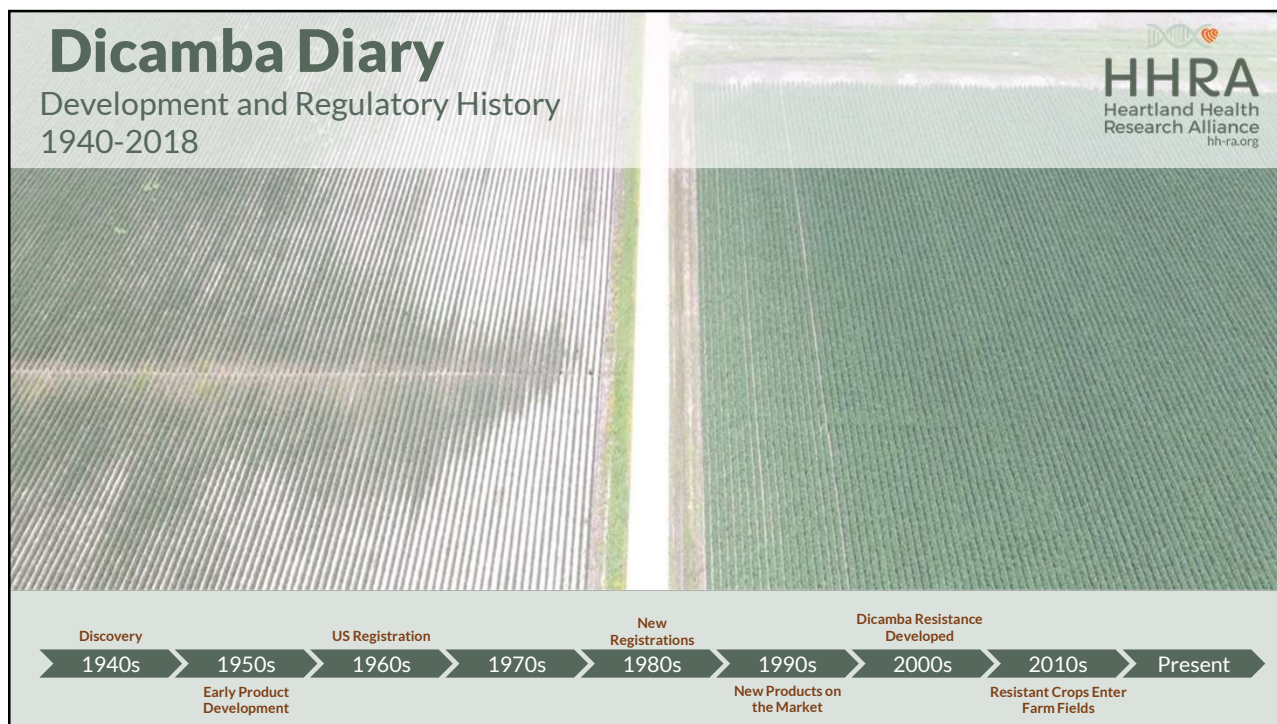 Dicamba Diary
Development and Regulatory History
1940-2018
HHRA
Heartland Health
Research Alliance
hh-ra.org
Discovery
US Registration
New
Registrations
Dicamba Resistance
Developed
1940s
1950s
1960s
1970s
1980s
1990s
2000s
2010s
Present
Early Product
Development
New Products on
the Market
Resistant Crops Enter
Farm Fields